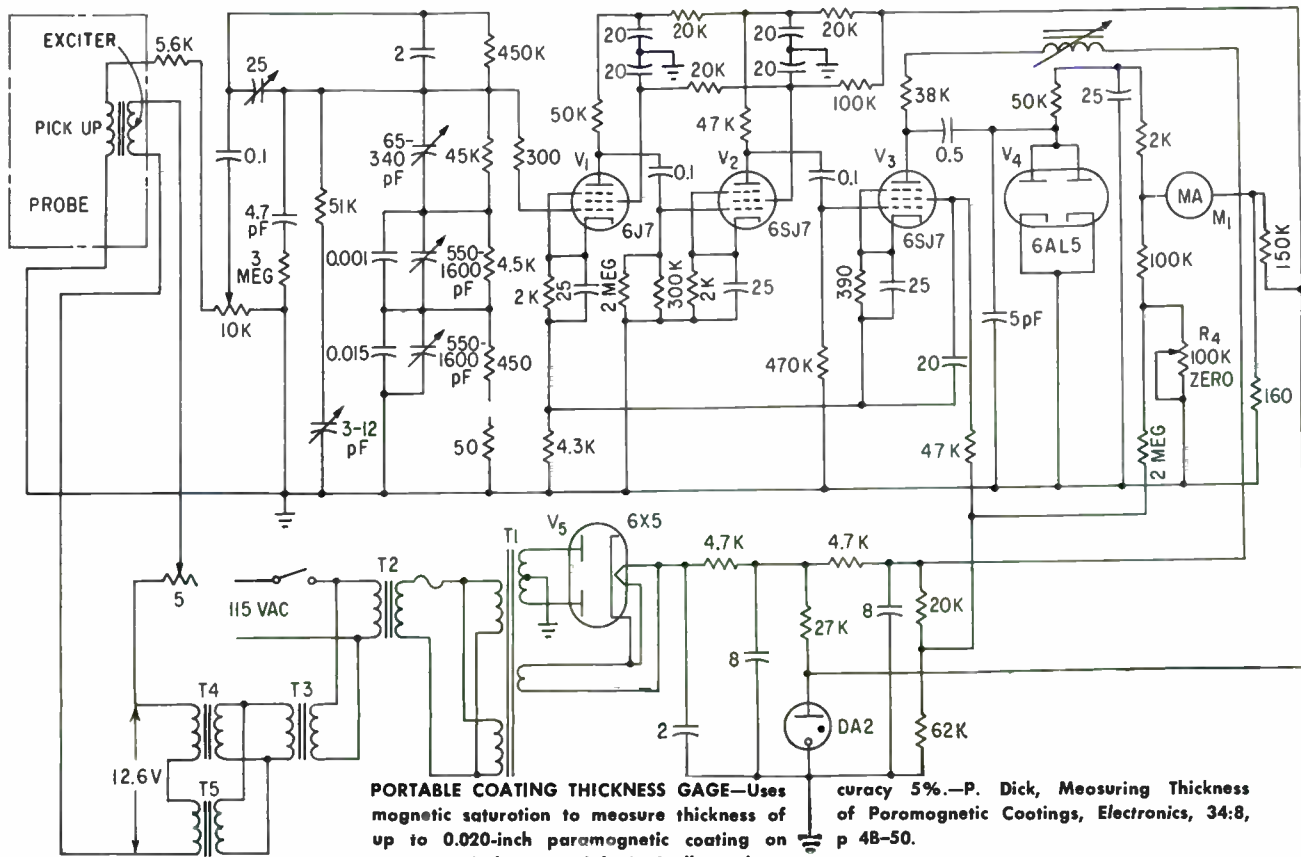 EXCITER
5.6K
PICK UP
PROBE
25
0.1
4.7
pF
3
MEG
10K
51K
3-12
pF
2
450K
65-
340
pF
45K
0.001
550-
1600
pF
4.5K
0.015
550-
1600
pF
450
50
300
20
20K
20
20K
20
20K
20
100K
50K
V1
6J7
0.1
2K
25
2 MEG
300K
4.3K
47K
V2
6SJ7
2K
25
0.1
470K
38K
V3
6SJ7
0.5
390
25
20
47K
5pF
50K
25
V4
6AL5
2K
MA
M1
100K
150K
R4
100K
ZERO
2 MEG
160
5
115 VAC
T2
T1
V5
6X5
4.7K
4.7K
27K
8
8
20K
2
DA2
62K
T4
T3
12.6V
T5
PORTABLE COATING THICKNESS GAGE—Uses
magnetic saturation to measure thickness of
up to 0.020-inch paramagnetic coating on
curacy 5%.—P. Dick, Measuring Thickness
of Poromagnetic Cootings, Electronics, 34:8,
p 4B–50.